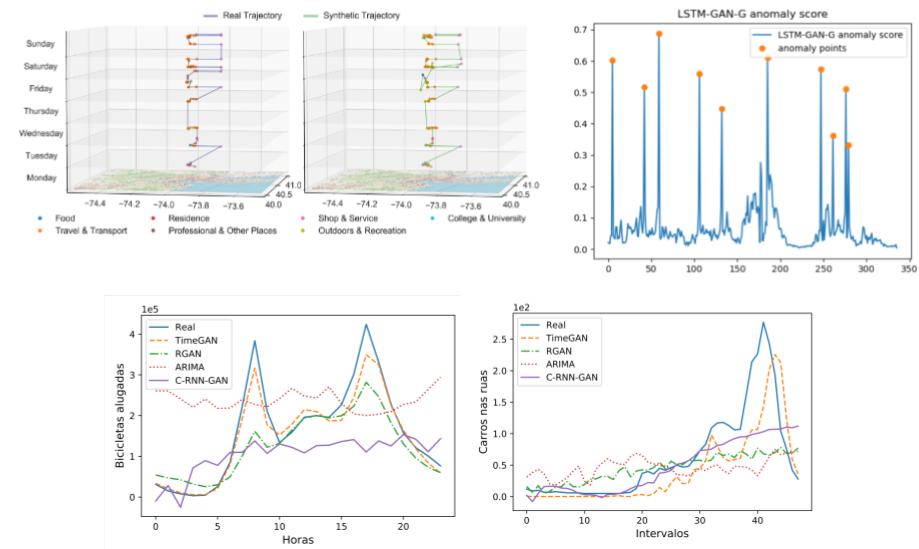 Real Trajectory
Synthetic Trajectory
Sunday
Saturday
Friday
Thursday
Wednesday
Tuesday
Monday
−74.4 −74.2 −74.0 −73.8 −73.6 40.0 40.5 41.0
−74.4 −74.2 −74.0 −73.8 −73.6 40.0 40.5 41.0
Food
Residence
Shop & Service
College & University
Travel & Transport
Professional & Other Places
Outdoors & Recreation
LSTM-GAN-G anomaly score
LSTM-GAN-G anomaly score
anomaly points
0.7
0.6
0.5
0.4
0.3
0.2
0.1
0.0
0 50 100 150 200 250 300 350
1e5
Real
TimeGAN
RGAN
ARIMA
C-RNN-GAN
Bicicletas alugadas
4
3
2
1
0
0 5 10 15 20
Horas
1e2
Real
TimeGAN
RGAN
ARIMA
C-RNN-GAN
Carros nas ruas
2.5
2.0
1.5
1.0
0.5
0.0
0 10 20 30 40
Intervalos